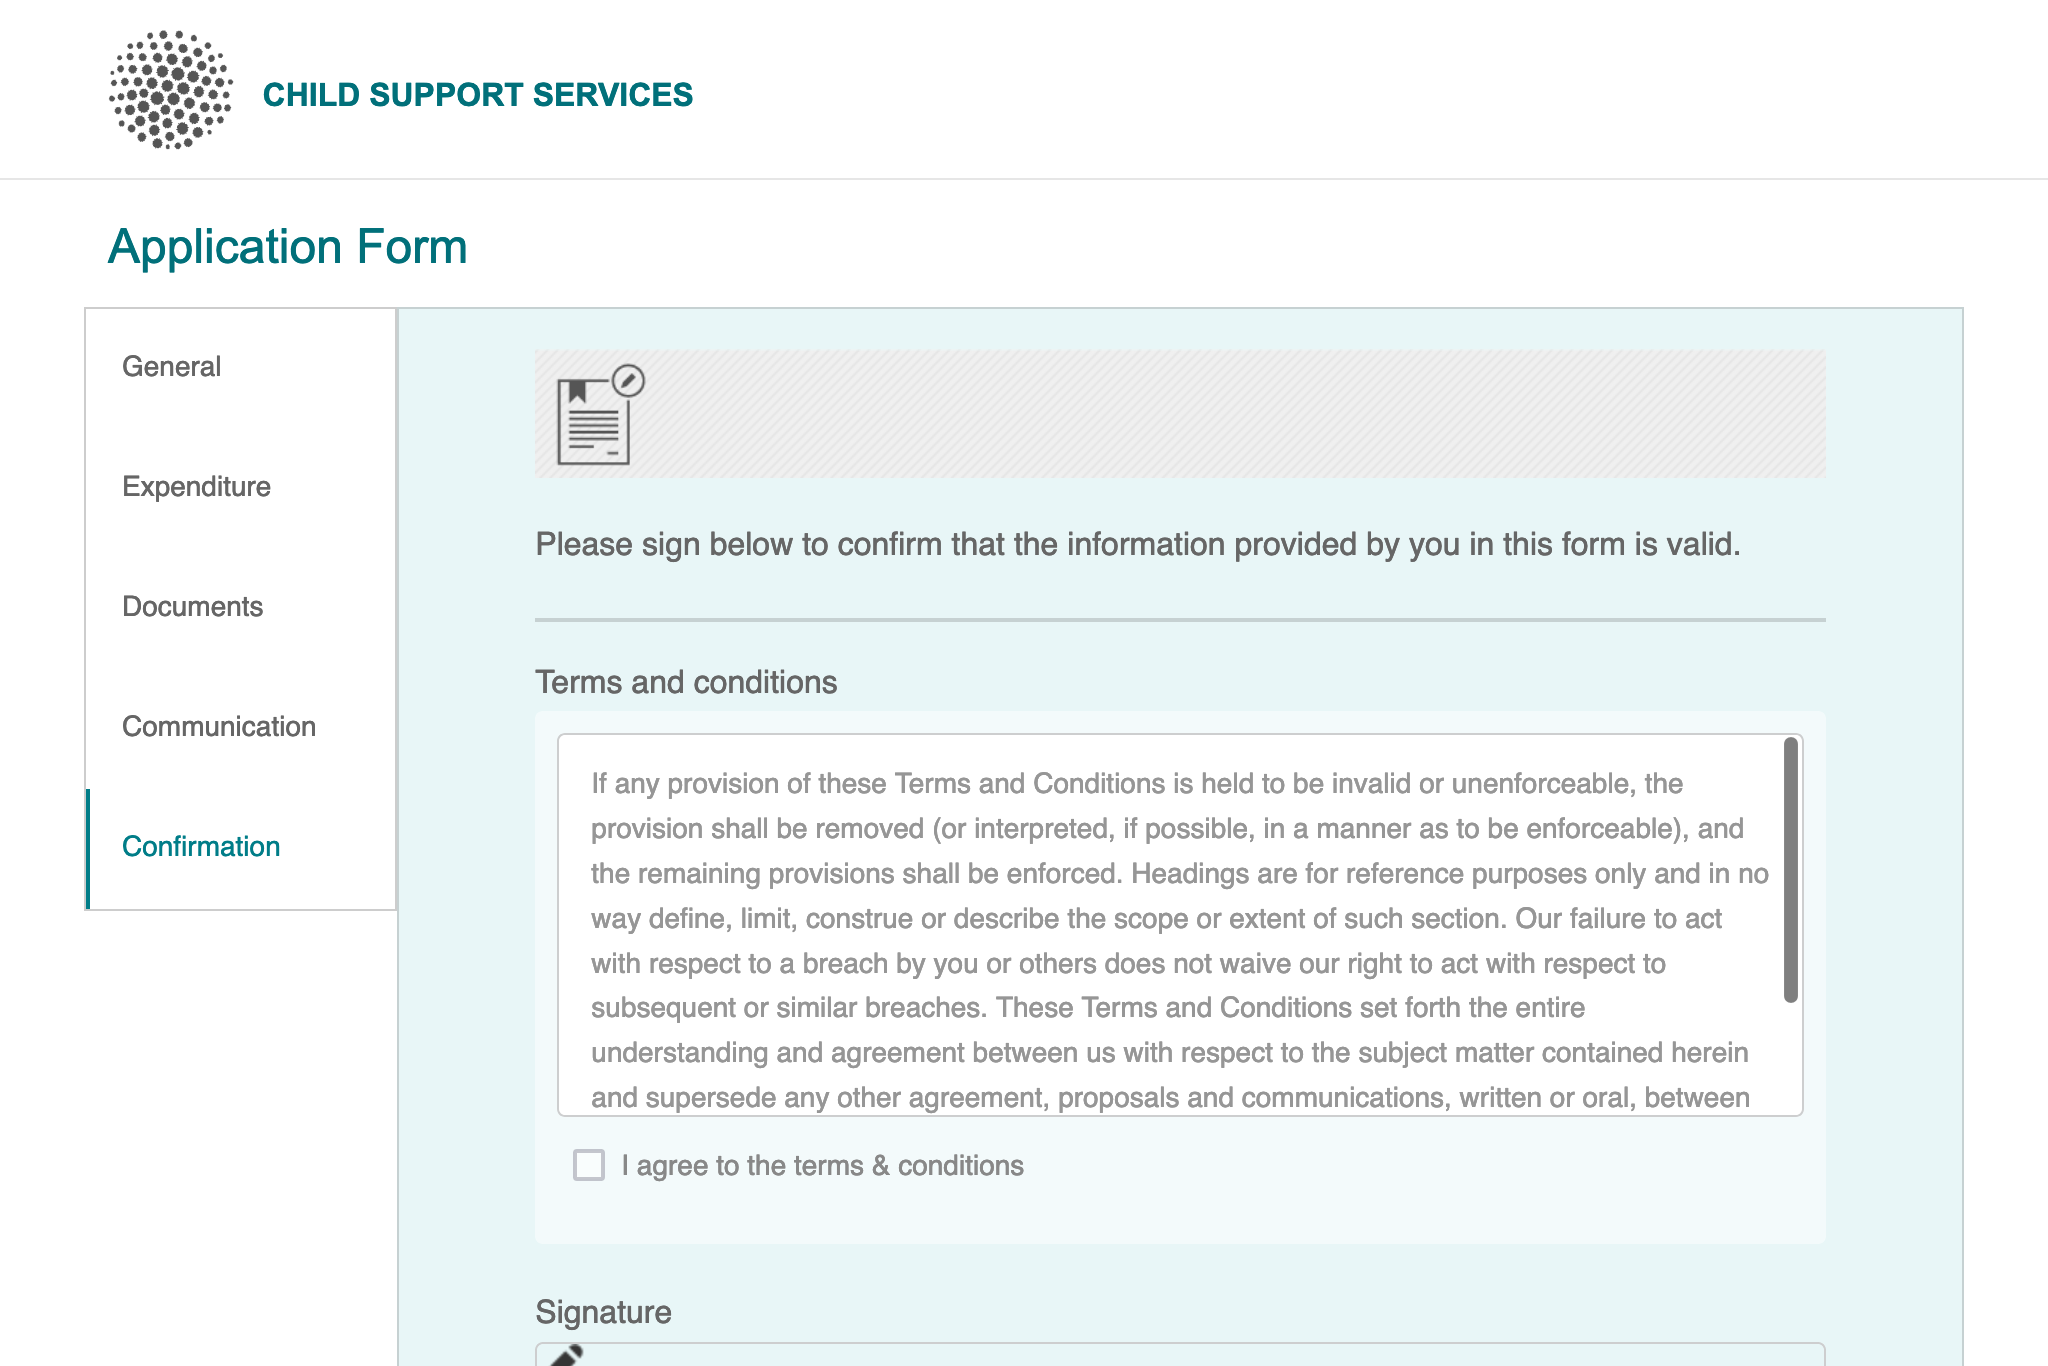 CHILD SUPPORT SERVICES
Application Form
General
Expenditure
Documents
Communication
Confirmation
Please sign below to confirm that the information provided by you in this form is valid.
Terms and conditions
If any provision of these Terms and Conditions is held to be invalid or unenforceable, the
provision shall be removed (or interpreted, if possible, in a manner as to be enforceable), and
the remaining provisions shall be enforced. Headings are for reference purposes only and in no
way define, limit, construe or describe the scope or extent of such section. Our failure to act
with respect to a breach by you or others does not waive our right to act with respect to
subsequent or similar breaches. These Terms and Conditions set forth the entire
understanding and agreement between us with respect to the subject matter contained herein
and supersede any other agreement, proposals and communications, written or oral, between
I agree to the terms & conditions
Signature